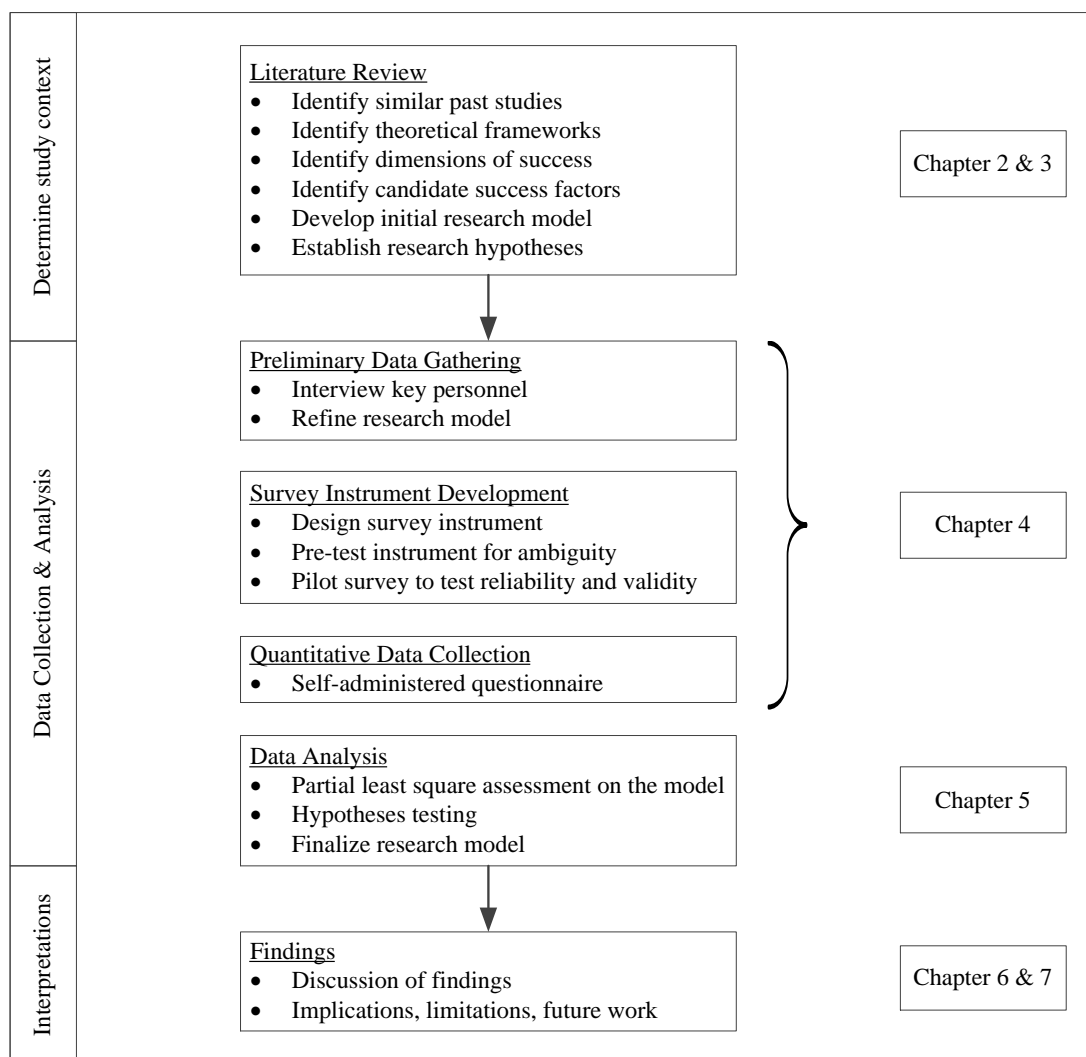 Determine study context
Literature Review
• Identify similar past studies
• Identify theoretical frameworks
• Identify dimensions of success
• Identify candidate success factors
• Develop initial research model
• Establish research hypotheses
Chapter 2 & 3
Data Collection & Analysis
Preliminary Data Gathering
• Interview key personnel
• Refine research model
Survey Instrument Development
• Design survey instrument
• Pre-test instrument for ambiguity
• Pilot survey to test reliability and validity
Quantitative Data Collection
• Self-administered questionnaire
Chapter 4
Data Analysis
• Partial least square assessment on the model
• Hypotheses testing
• Finalize research model
Chapter 5
Interpretations
Findings
• Discussion of findings
• Implications, limitations, future work
Chapter 6 & 7